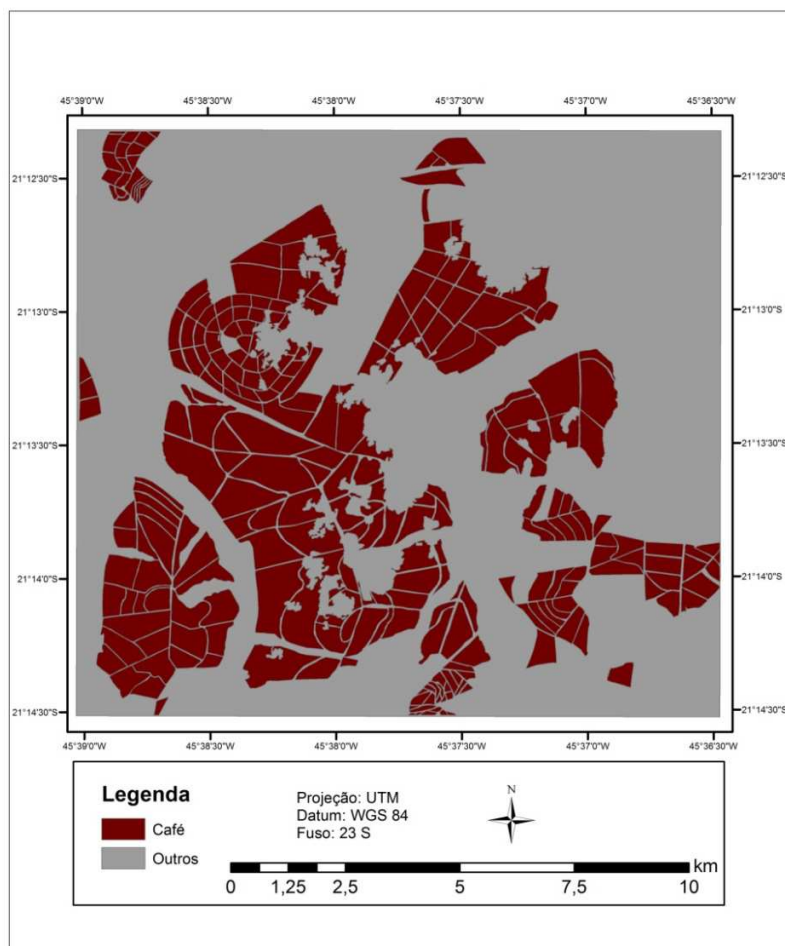 45°39'0"W 45°38'30"W 45°38'0"W 45°37'30"W 45°37'0"W 45°36'30"W
21°12'30"S 21°12'30"S
21°13'0"S 21°13'0"S
21°13'30"S 21°13'30"S
21°14'0"S 21°14'0"S
21°14'30"S 21°14'30"S
45°39'0"W 45°38'30"W 45°38'0"W 45°37'30"W 45°37'0"W 45°36'30"W
Legenda
Café
Outros
Projeção: UTM
Datum: WGS 84
Fuso: 23 S
N
km
0 1,25 2,5 5 7,5 10